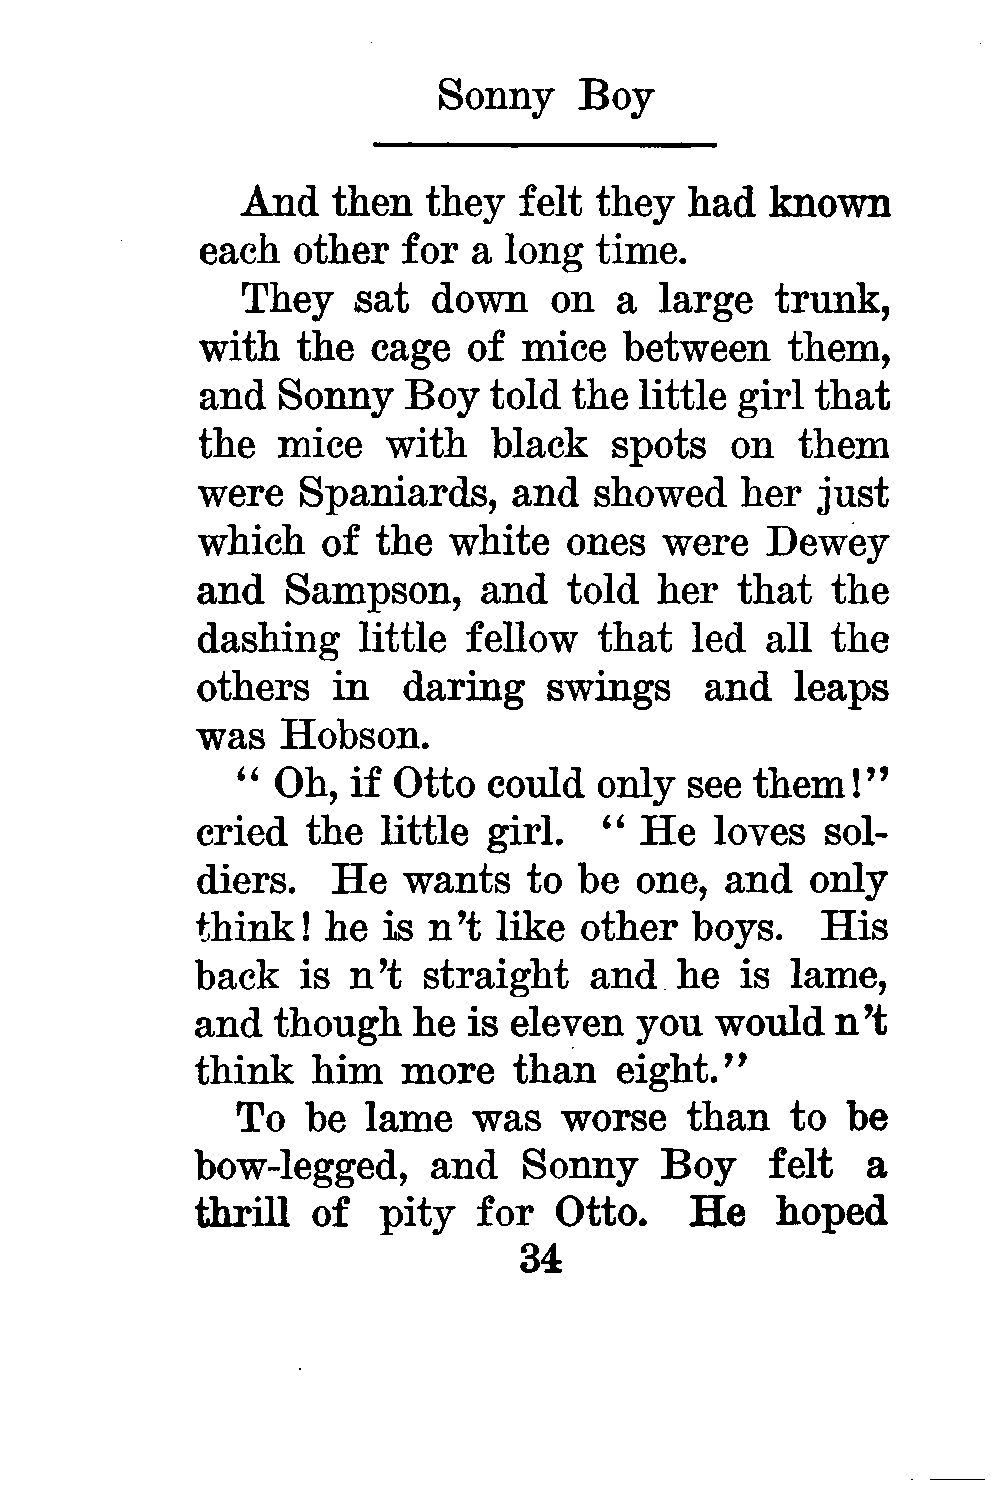 Sonny Boy
And then they felt they had known
each other for a long time.
They sat down on a large trunk,
with the cage of mice between them,
and Sonny Boy told the little girl that
the mice with black spots on them
were Spaniards, and showed her just
which of the white ones were Dewey
and Sampson, and told her that the
dashing little fellow that led all the
others in daring swings and leaps
was Hobson.
“ Oh, if Otto could only see them!”
cried the little girl. “ He loves sol-
diers. He wants to be one, and only
think! he is n’t like other boys. His
back is n’t straight and he is lame,
and though he is eleven you would n’t
think him more than eight.”
To be lame was worse than to be
bow-legged, and Sonny Boy felt a
thrill of pity for Otto. He hoped
34